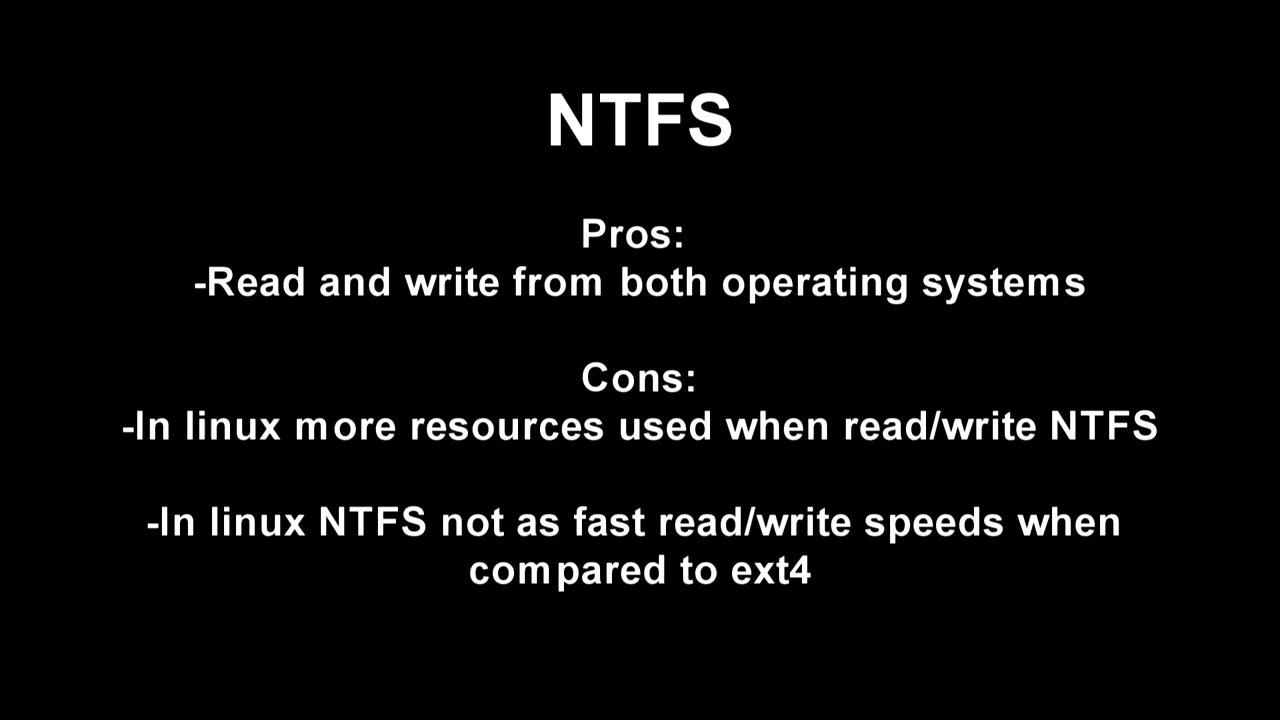 NTFS
Pros:
-Read and write from both operating systems
Cons:
-In linux more resources used when read/write NTFS
-In linux NTFS not as fast read/write speeds when
compared to ext4